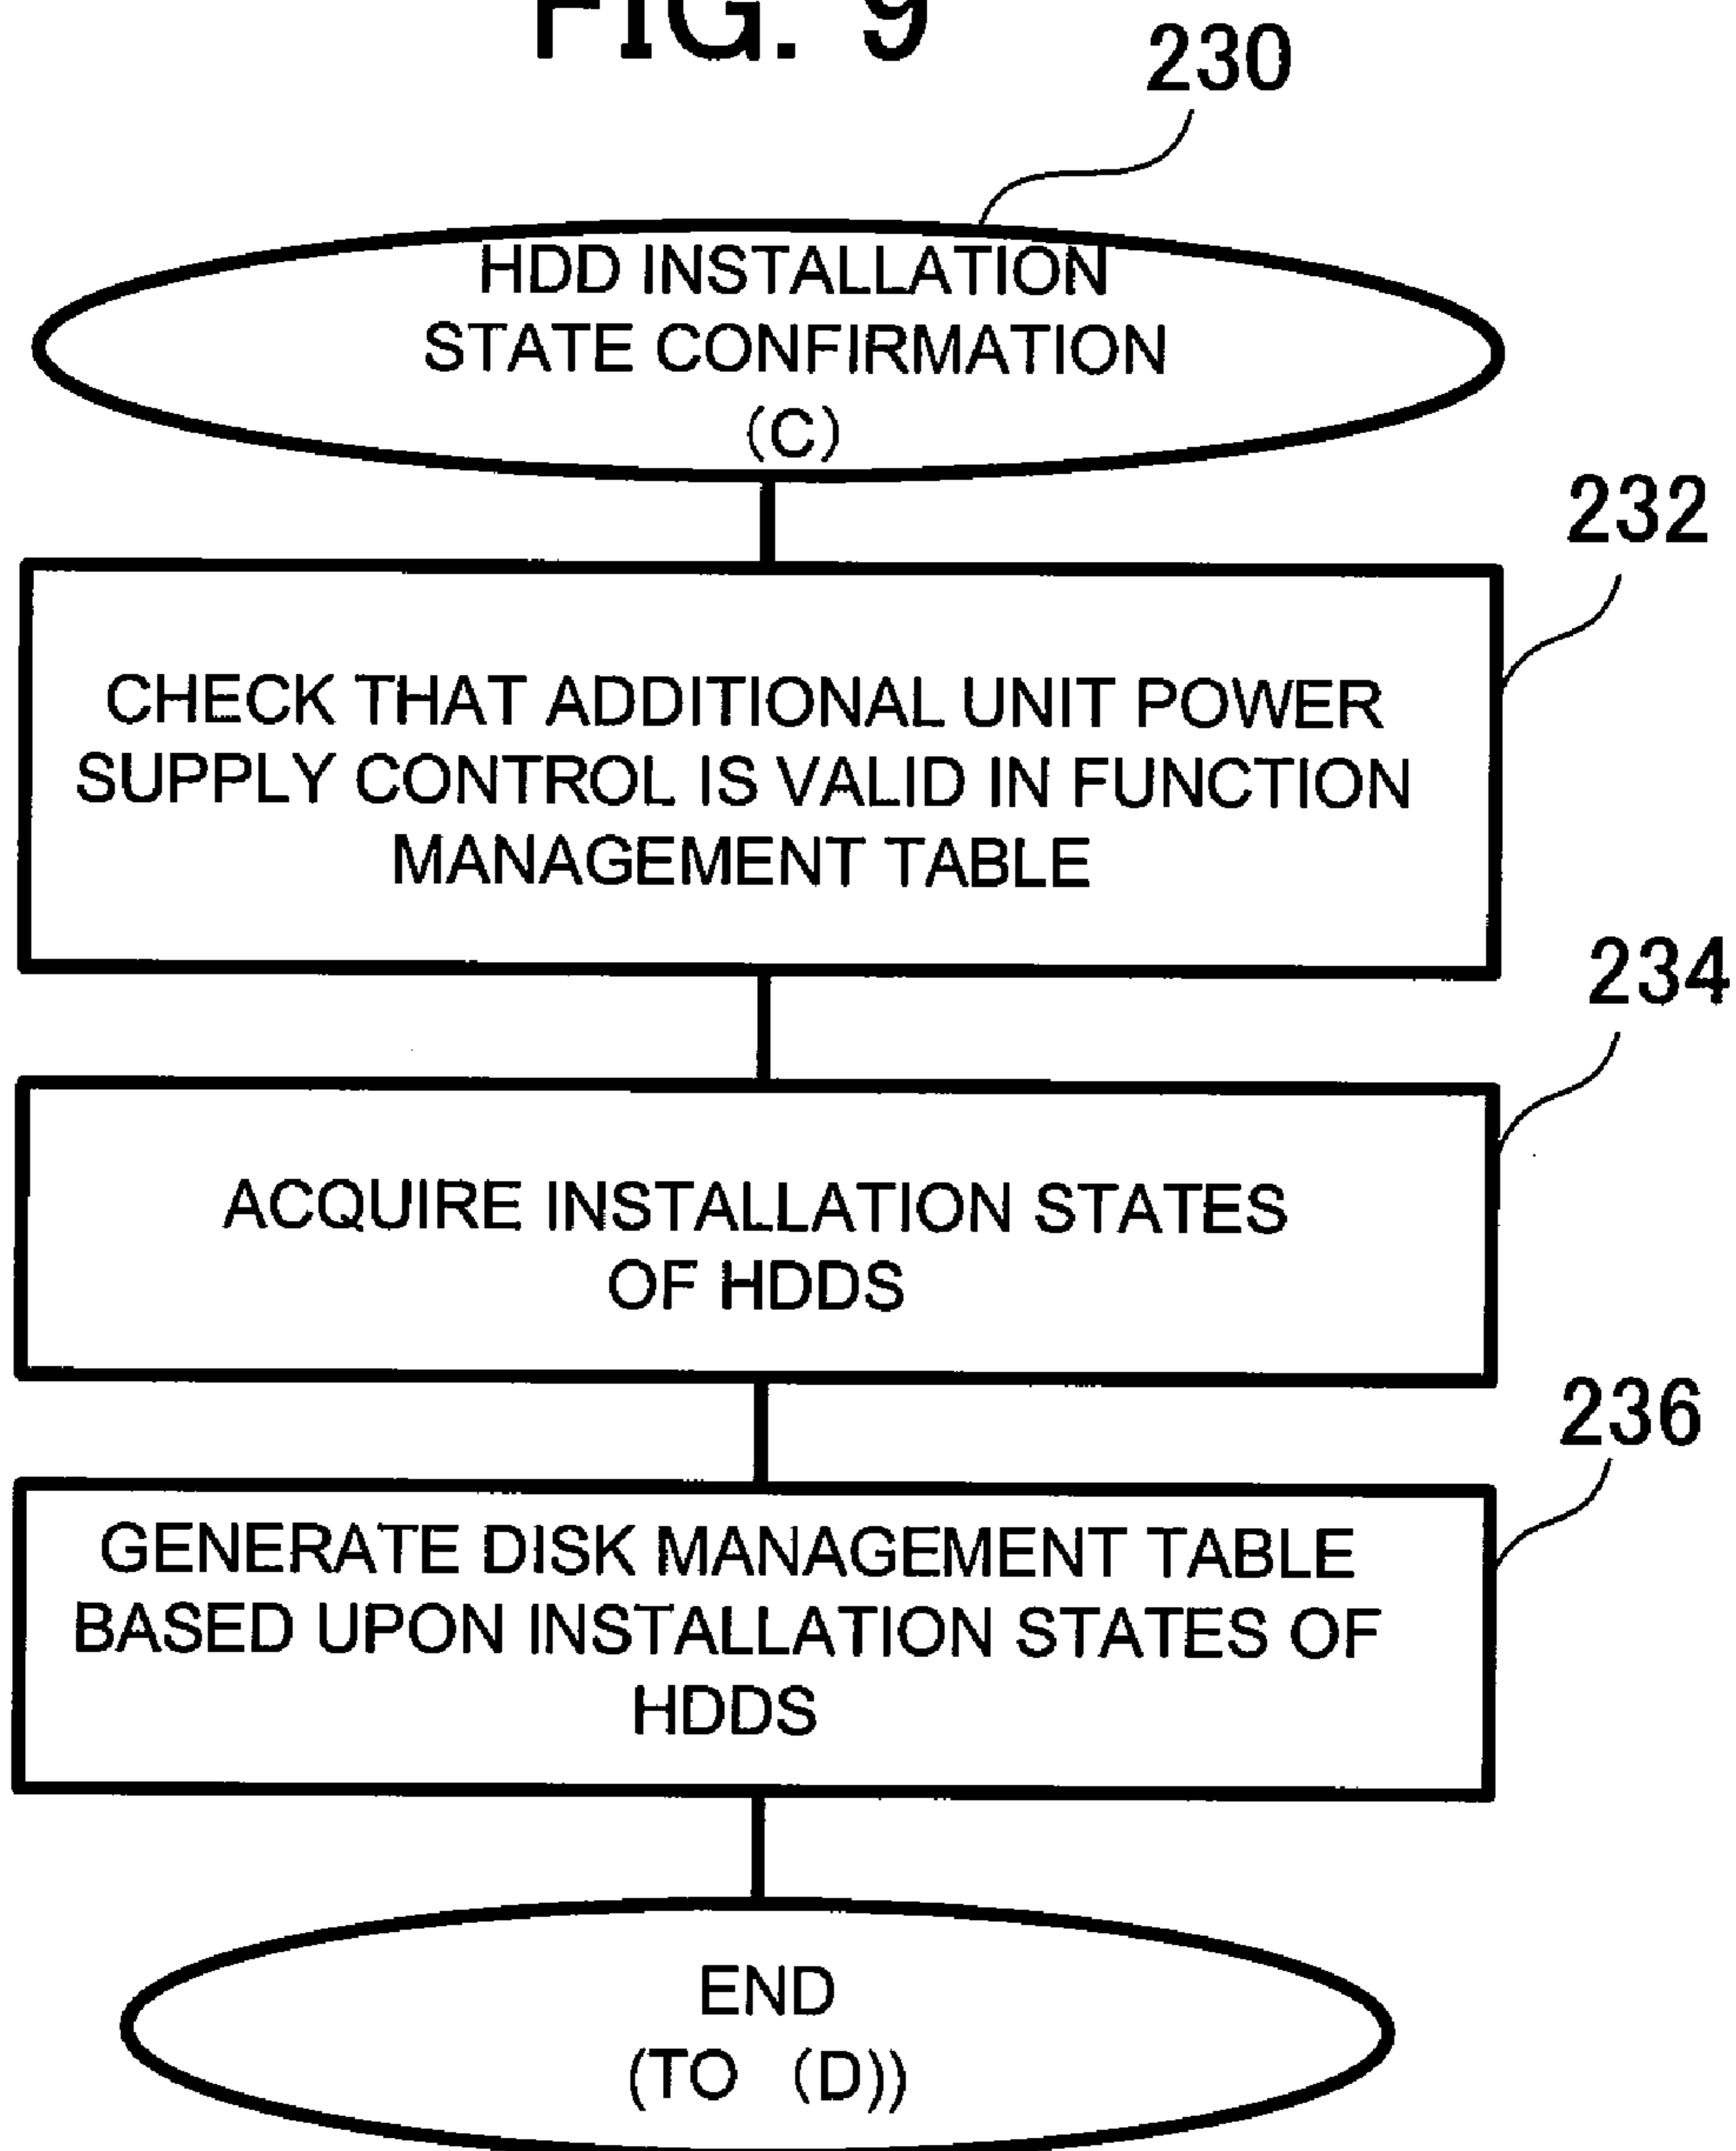 FIG. 9
230
HDD INSTALLATION
STATE CONFIRMATION
(C)
232
CHECK THAT ADDITIONAL UNIT POWER
SUPPLY CONTROL IS VALID IN FUNCTION
MANAGEMENT TABLE
234
ACQUIRE INSTALLATION STATES
OF HDDS
236
GENERATE DISK MANAGEMENT TABLE
BASED UPON INSTALLATION STATES OF
HDDS
END
(TO (D))